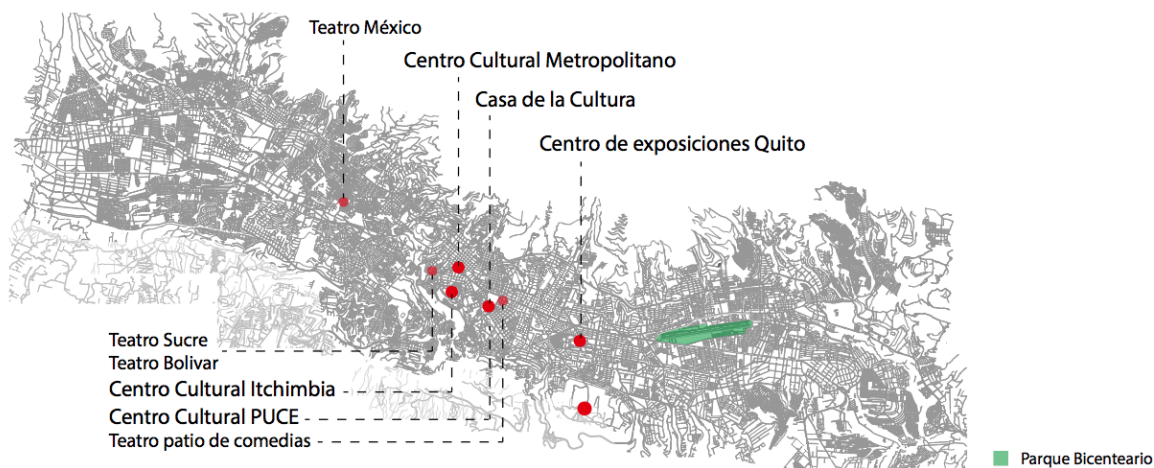 Teatro México
Centro Cultural Metropolitano
Casa de la Cultura
Centro de exposiciones Quito
Teatro Sucre
Teatro Bolivar
Centro Cultural Itchimbia
Centro Cultural PUCE
Teatro patio de comedias
Parque Bicenteario